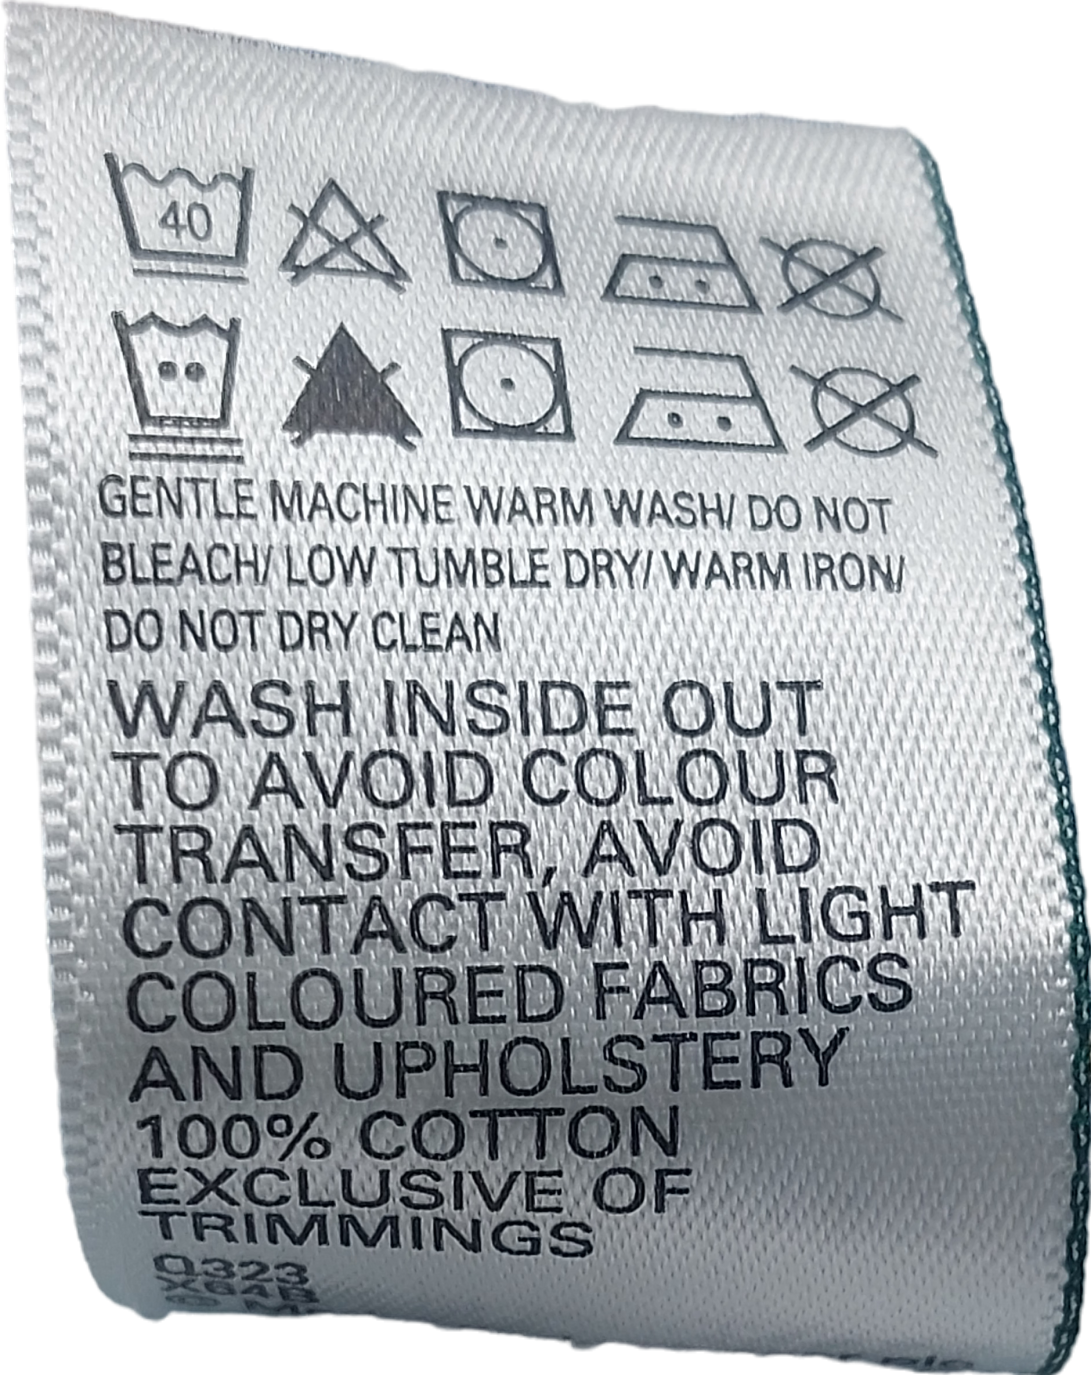 40
GENTLE MACHINE WARM WASH/ DO NOT
BLEACH/ LOW TUMBLE DRY/ WARM IRON/
DO NOT DRY CLEAN
WASH INSIDE OUT
TO AVOID COLOUR
TRANSFER, AVOID
CONTACT WITH LIGHT
COLOURED FABRICS
AND UPHOLSTERY
100% COTTON
EXCLUSIVE OF
TRIMMINGS
0323